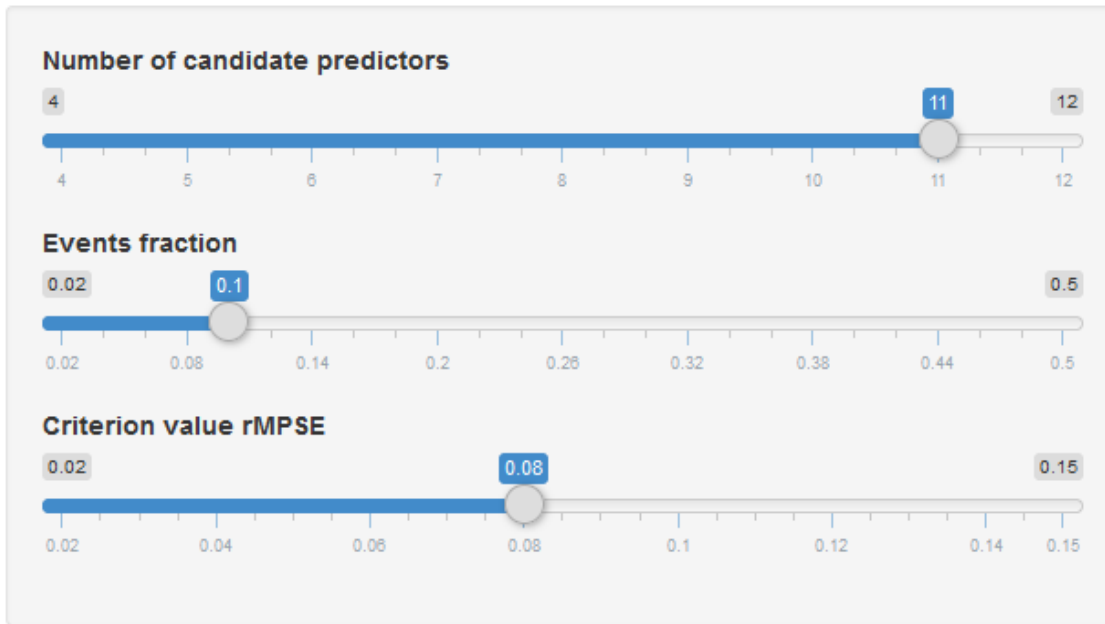 Number of candidate predictors
4 11 12
4 5 6 7 8 9 10 11 12
Events fraction
0.02 0.1 0.5
0.02 0.08 0.14 0.2 0.26 0.32 0.38 0.44 0.5
Criterion value rMPSE
0.02 0.08 0.15
0.02 0.04 0.06 0.08 0.1 0.12 0.14 0.15